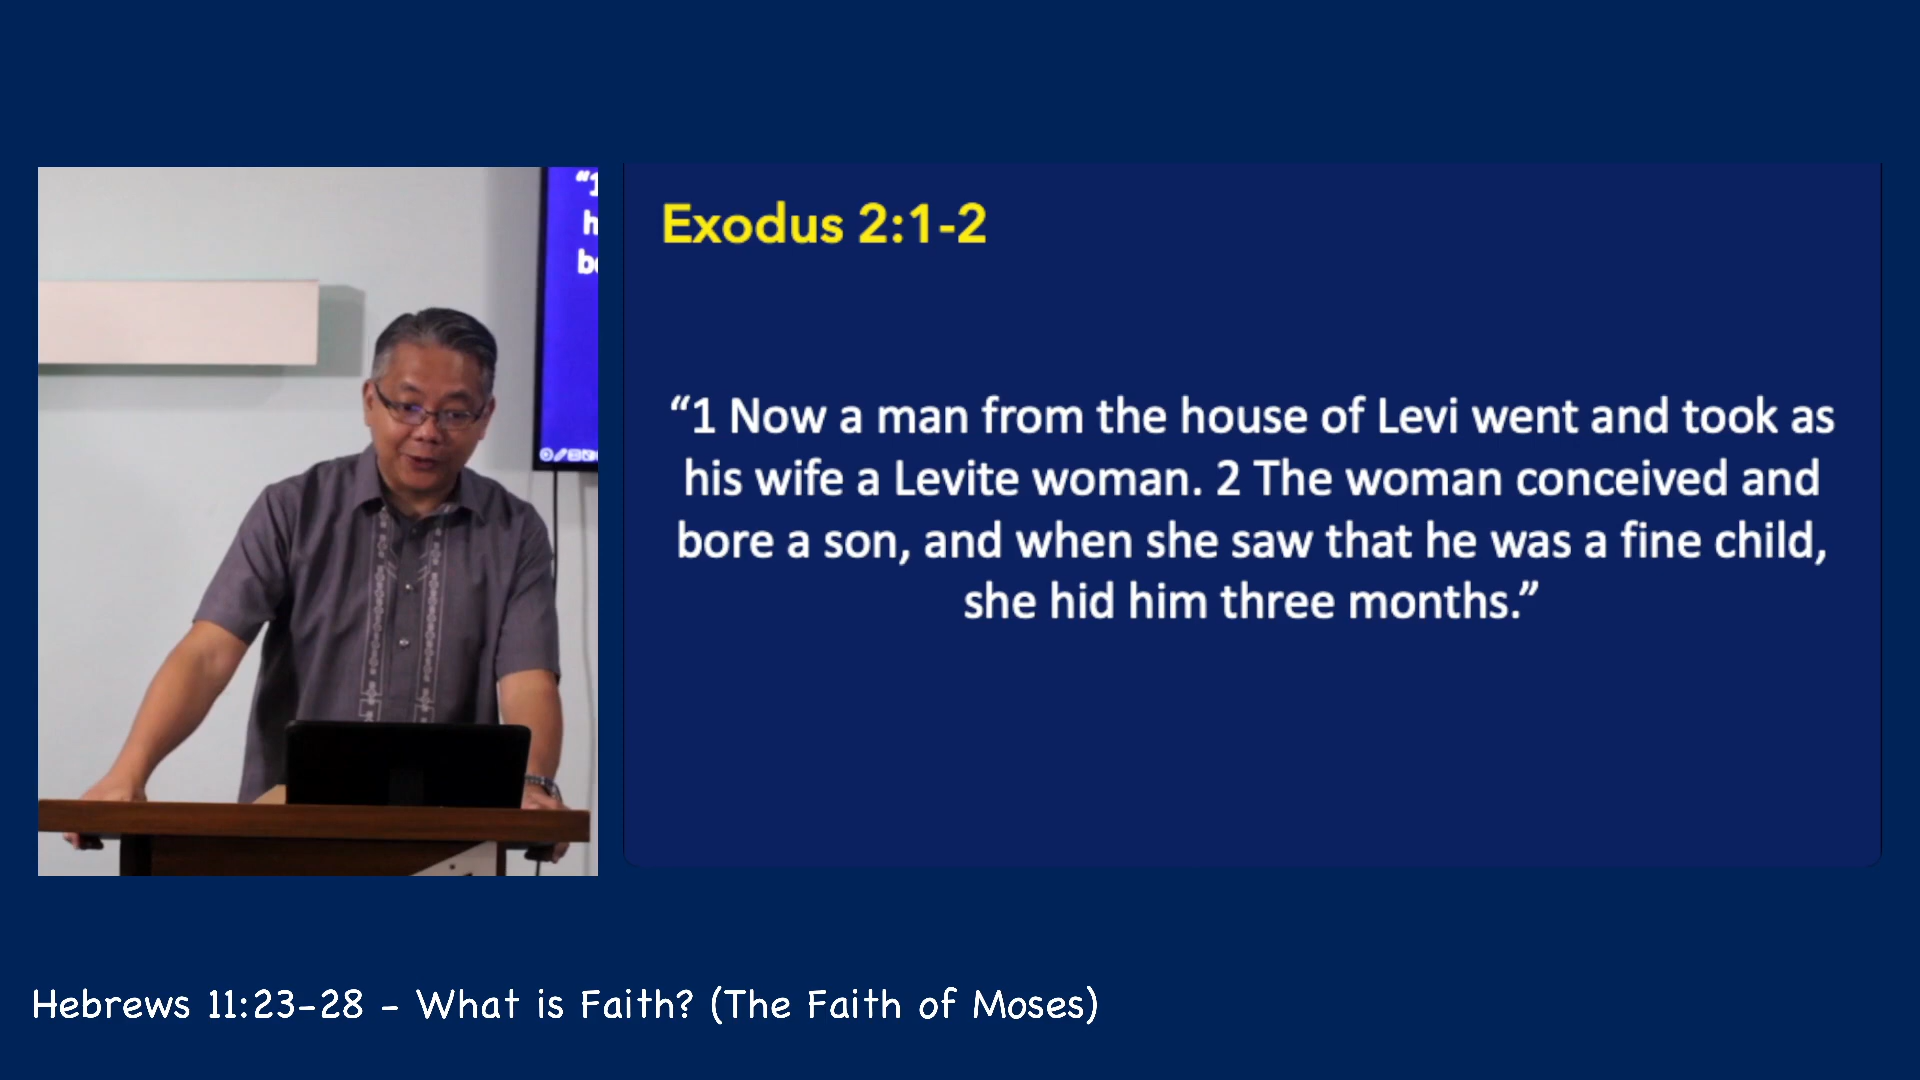 “1
h
be
Exodus 2:1-2
“1 Now a man from the house of Levi went and took as
his wife a Levite woman. 2 The woman conceived and
bore a son, and when she saw that he was a fine child,
she hid him three months.”
Hebrews 11:23-28 - What is Faith? (The Faith of Moses)